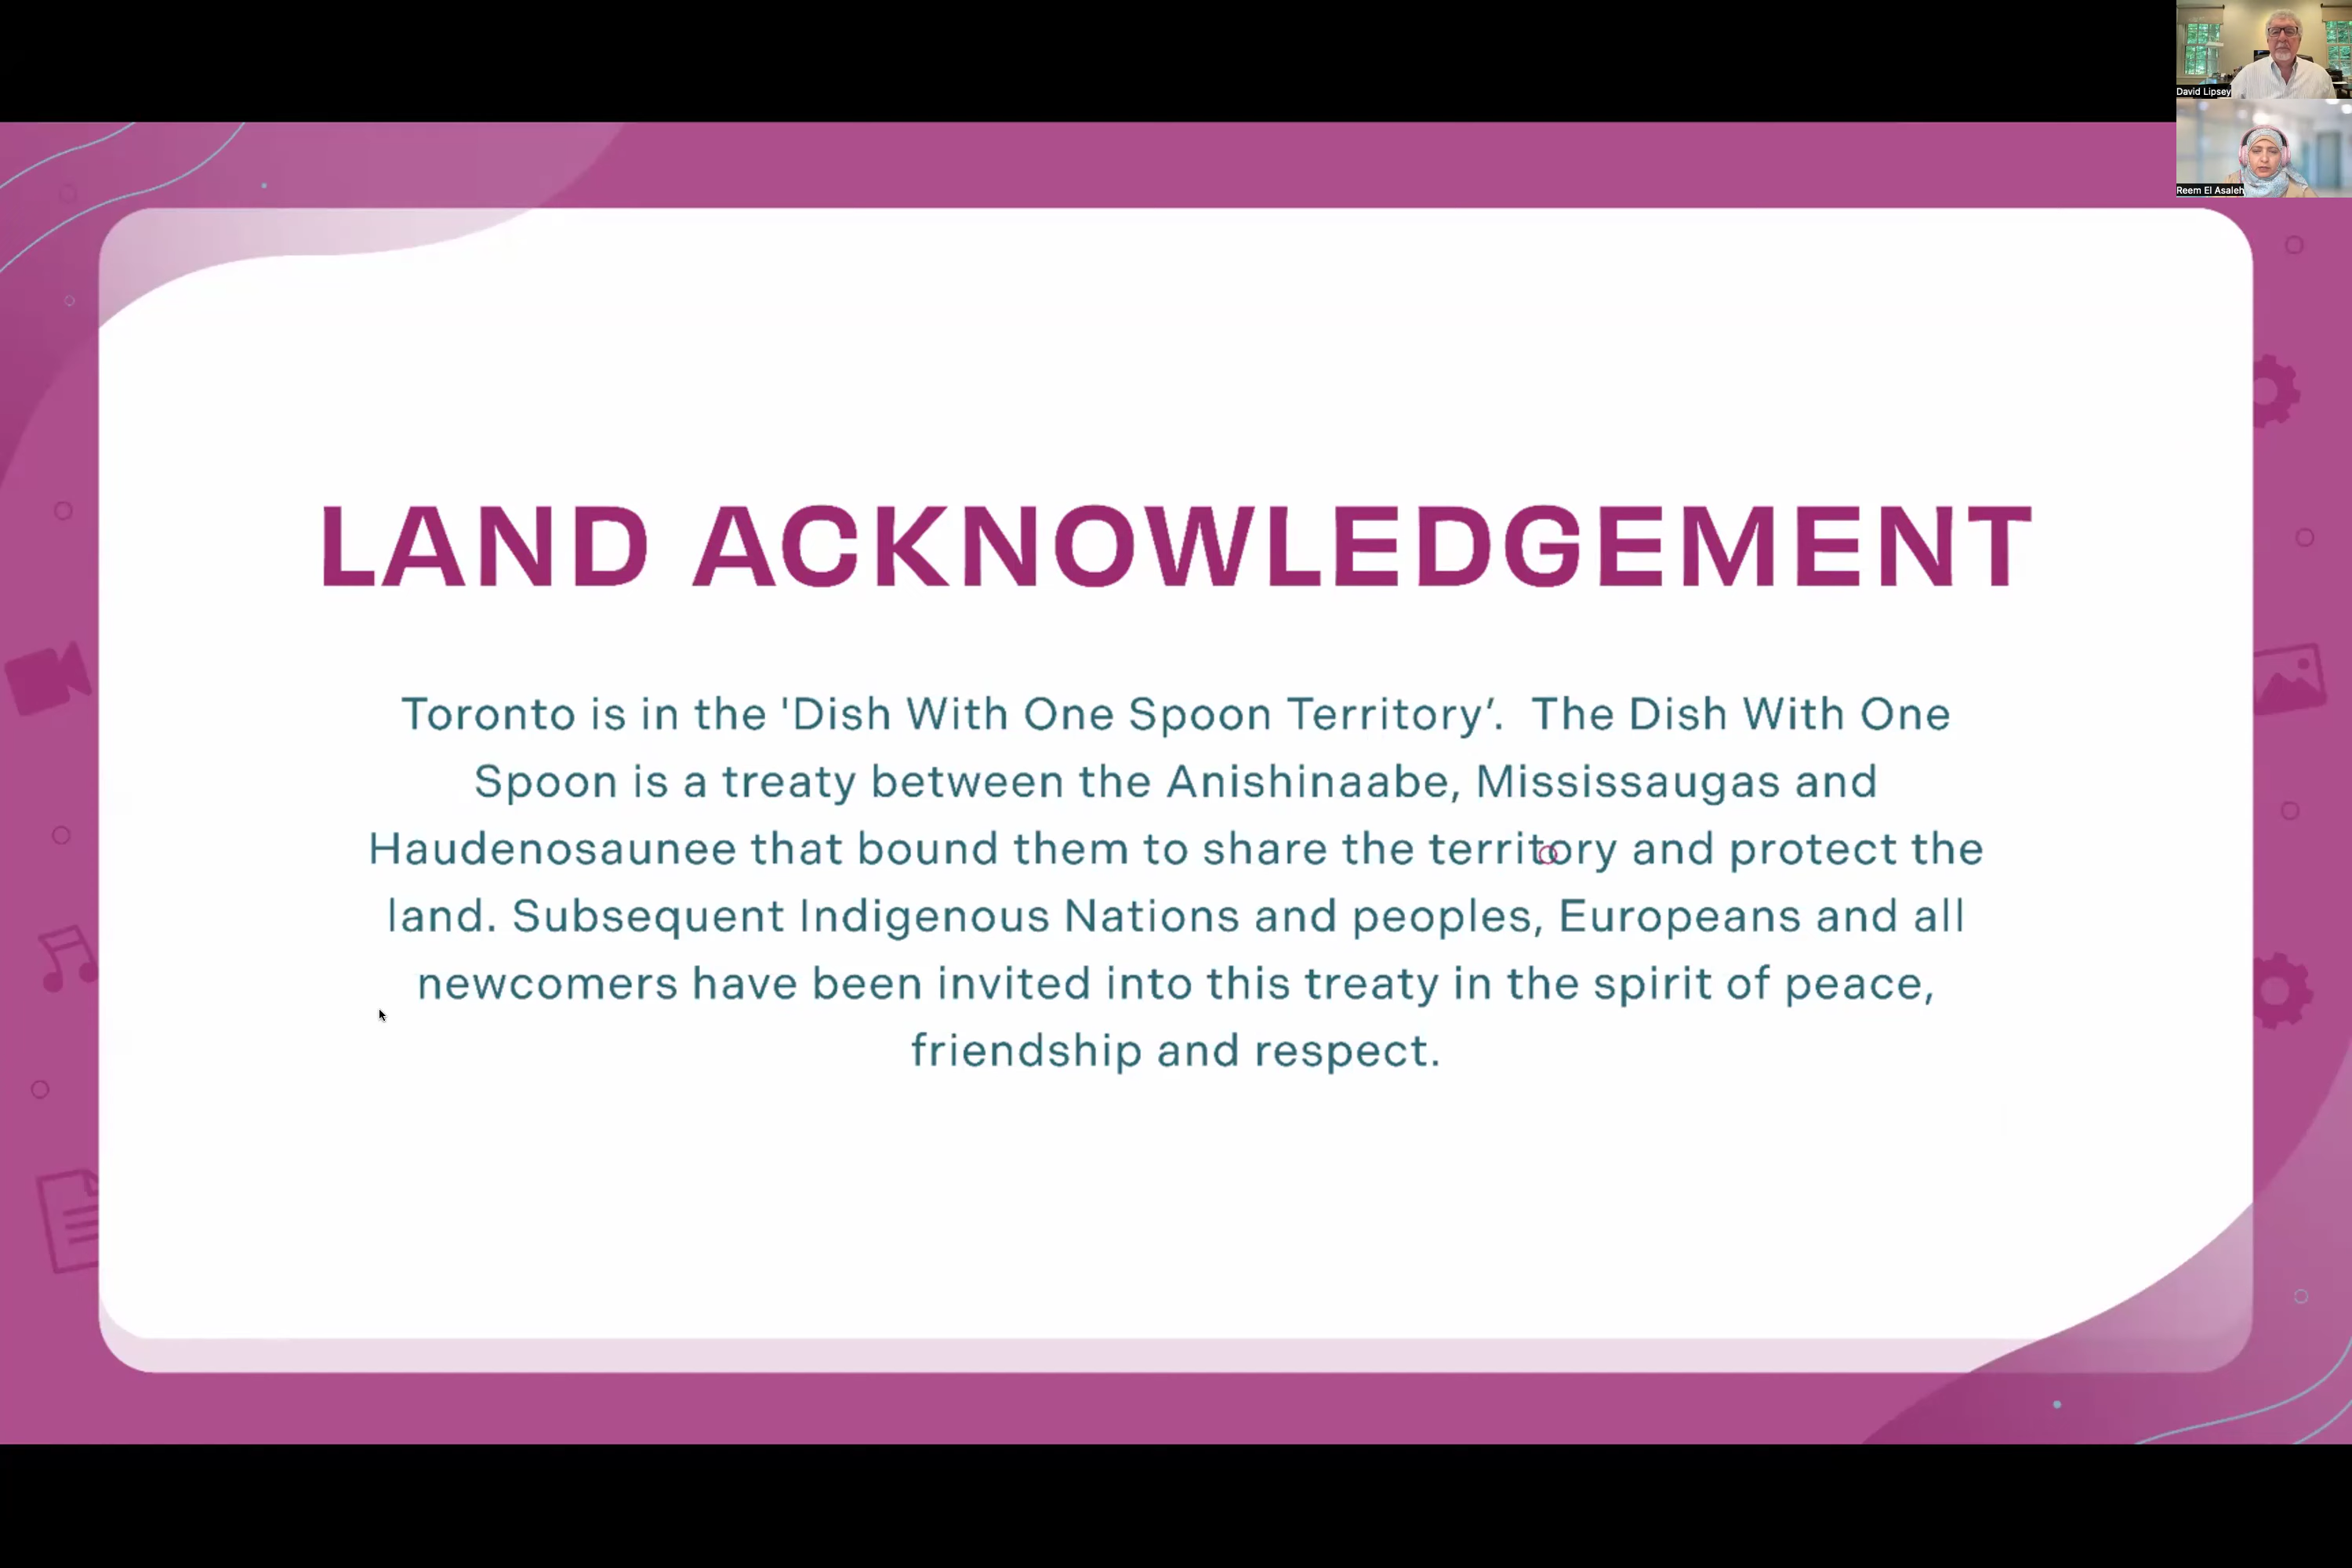 David Lipsey
Reem El Asaleh
LAND ACKNOWLEDGEMENT
Toronto is in the 'Dish With One Spoon Territory’.  The Dish With One
Spoon is a treaty between the Anishinaabe, Mississaugas and
Haudenosaunee that bound them to share the territory and protect the
land. Subsequent Indigenous Nations and peoples, Europeans and all
newcomers have been invited into this treaty in the spirit of peace,
friendship and respect.